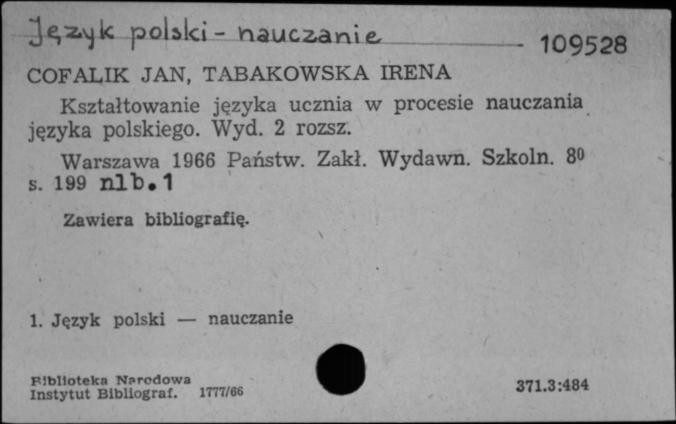 Język polski - nauczanie 109528
COFALIK JAN, TABAKOWSKA IRENA
Kształtowanie języka ucznia w procesie nauczania
języka polskiego. Wyd. 2 rozsz.
Warszawa 1966 Państw. Zakł. Wydawn. Szkoln. 8⁰
s. 199 nlb.1
Zawiera bibliografię.
1. Język polski — nauczanie
Biblioteka Narodowa
Instytut Bibliograf. 1777/66
371.3:484